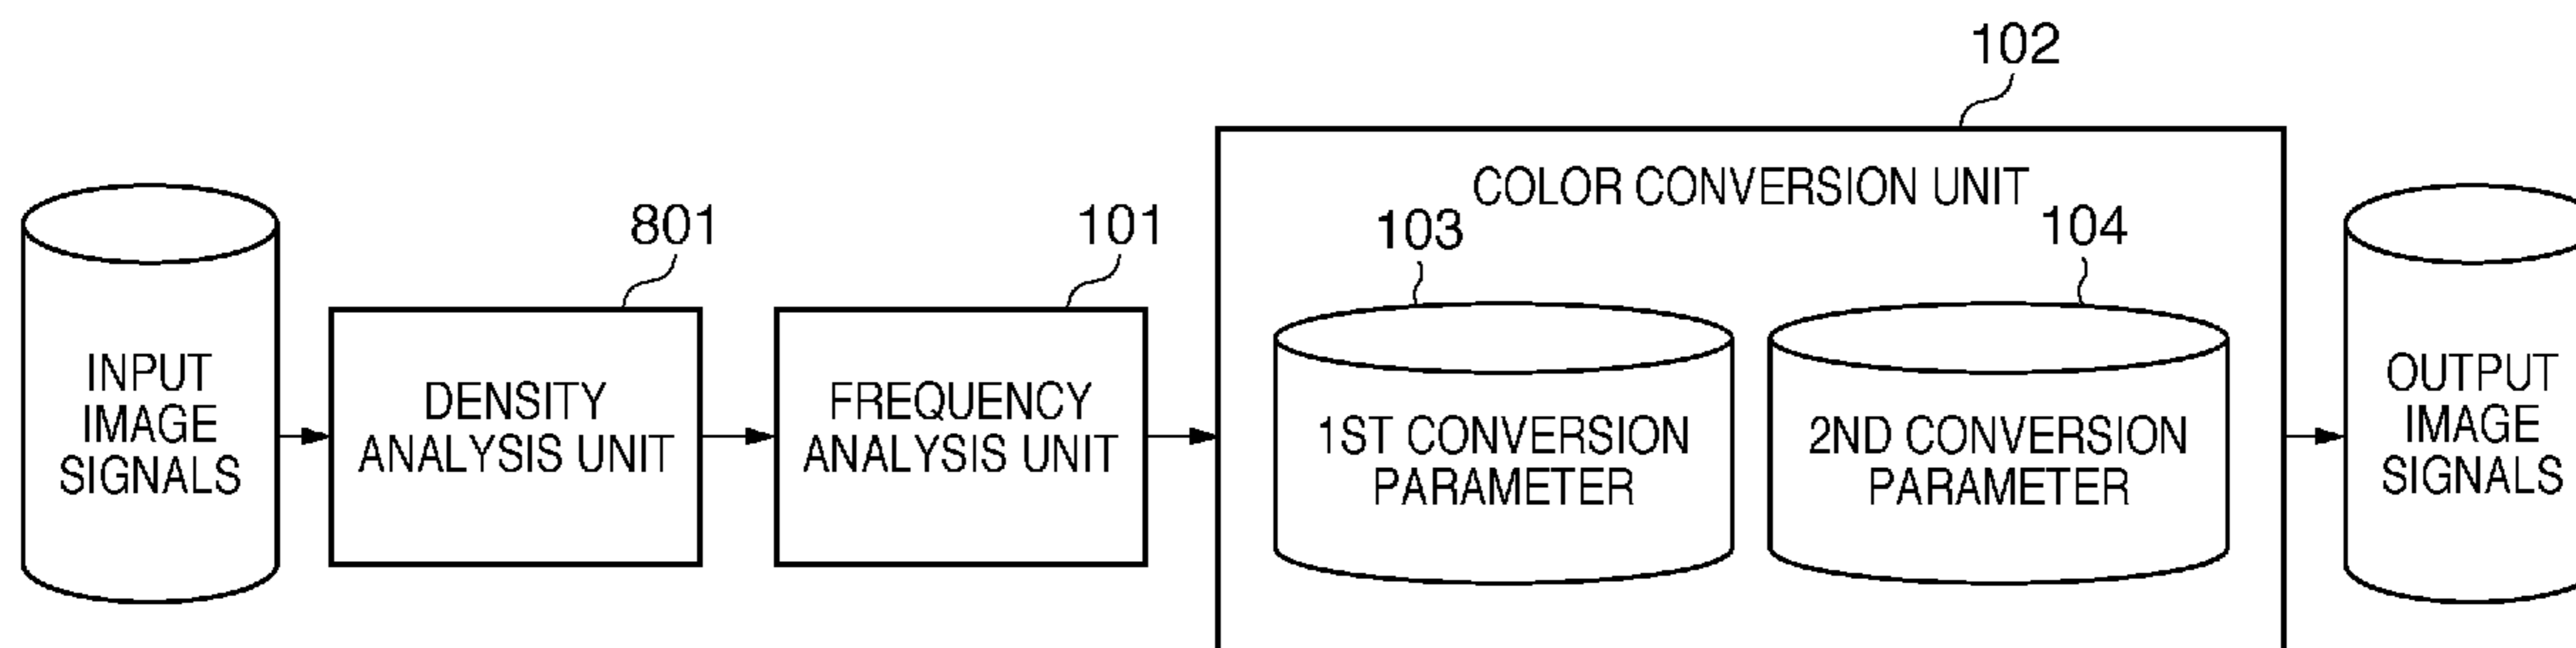 102
COLOR CONVERSION UNIT
801
101
103
104
INPUT
IMAGE
SIGNALS
DENSITY
ANALYSIS UNIT
FREQUENCY
ANALYSIS UNIT
1ST CONVERSION
PARAMETER
2ND CONVERSION
PARAMETER
OUTPUT
IMAGE
SIGNALS